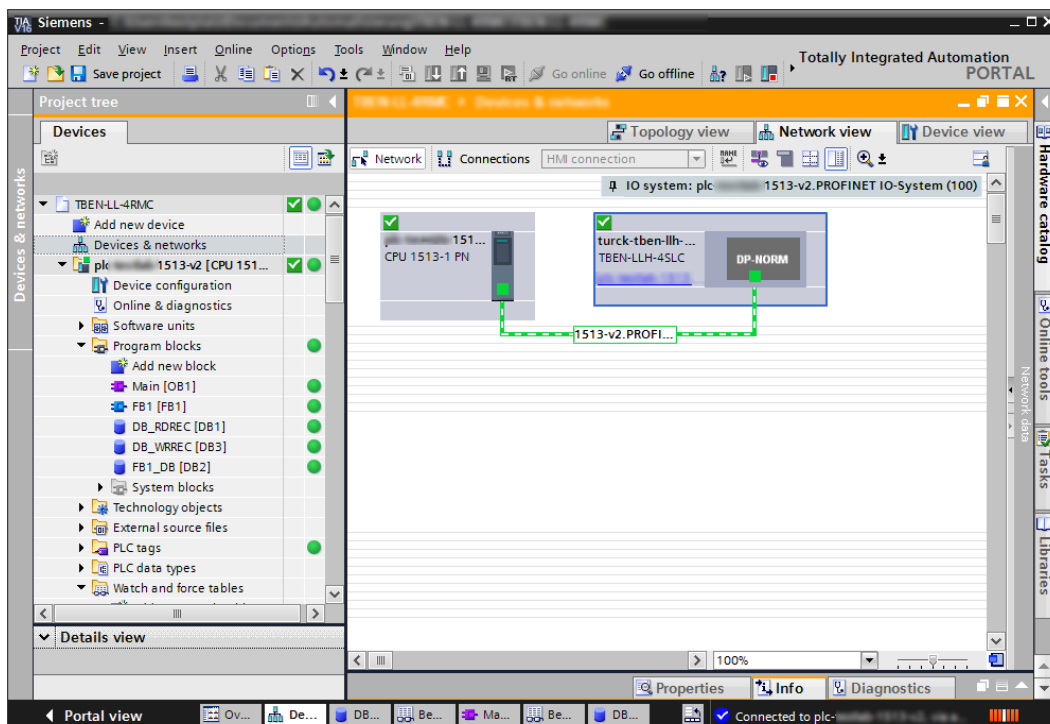 TIA V16 Siemens -
Project Edit View Insert Online Options Tools Window Help
Save project Go online Go offline
Totally Integrated Automation
PORTAL
Project tree
Devices
TBEN-LL-4RMC
Add new device
Devices & networks
plc 1513-v2 [CPU 151...
Device configuration
Online & diagnostics
Software units
Program blocks
Add new block
Main [OB1]
FB1 [FB1]
DB_RDREC [DB1]
DB_WRREC [DB3]
FB1_DB [DB2]
System blocks
Technology objects
External source files
PLC tags
PLC data types
Watch and force tables
Details view
Devices & networks
Topology view Network view Device view
Network Connections HMI connection
IO system: plc 1513-v2.PROFINET IO-System (100)
151...
CPU 1513-1 PN
turck-tben-llh-...
TBEN-LLH-4SLC
DP-NORM
1513-v2.PROFI...
100%
Network data
Properties Info Diagnostics
Hardware catalog
Online tools
Tasks
Libraries
Portal view Ov... De... DB... Be... Ma... Be... DB... Connected to plc-